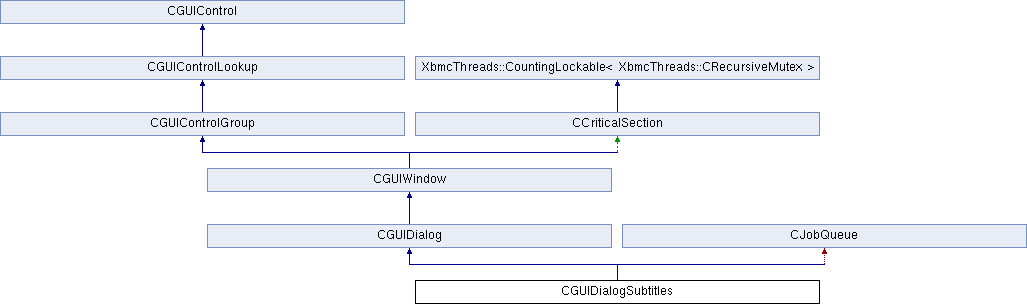 CGUIControl
CGUIControlLookup
XbmcThreads::CountingLockable< XbmcThreads::CRecursiveMutex >
CGUIControlGroup
CCriticalSection
CGUIWindow
CGUIDialog
CJobQueue
CGUIDialogSubtitles